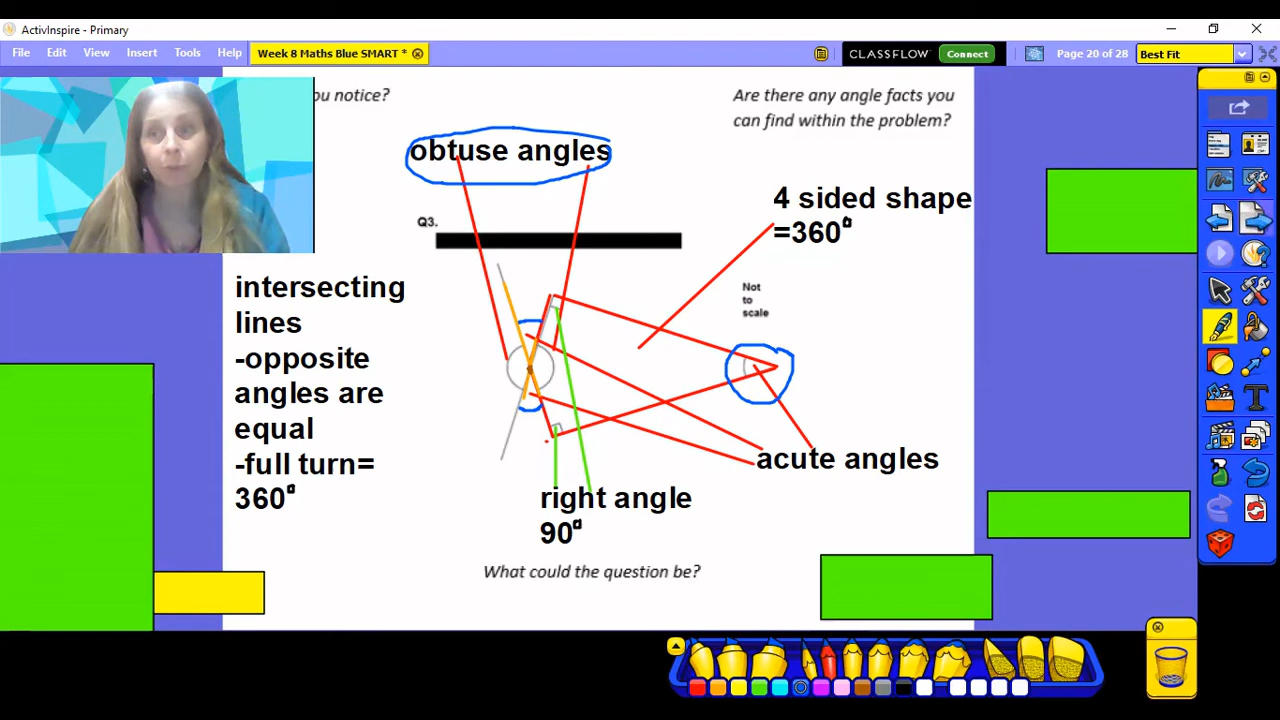 ActivInspire - Primary
File Edit View Insert Tools Help Week 8 Maths Blue SMART * CLASSFLOW Connect Page 20 of 28 Best Fit
ou notice?
Are there any angle facts you
can find within the problem?
obtuse angles
4 sided shape
=360°
Q3.
Not
to
scale
intersecting
lines
-opposite
angles are
equal
-full turn=
360°
acute angles
right angle
90°
What could the question be?